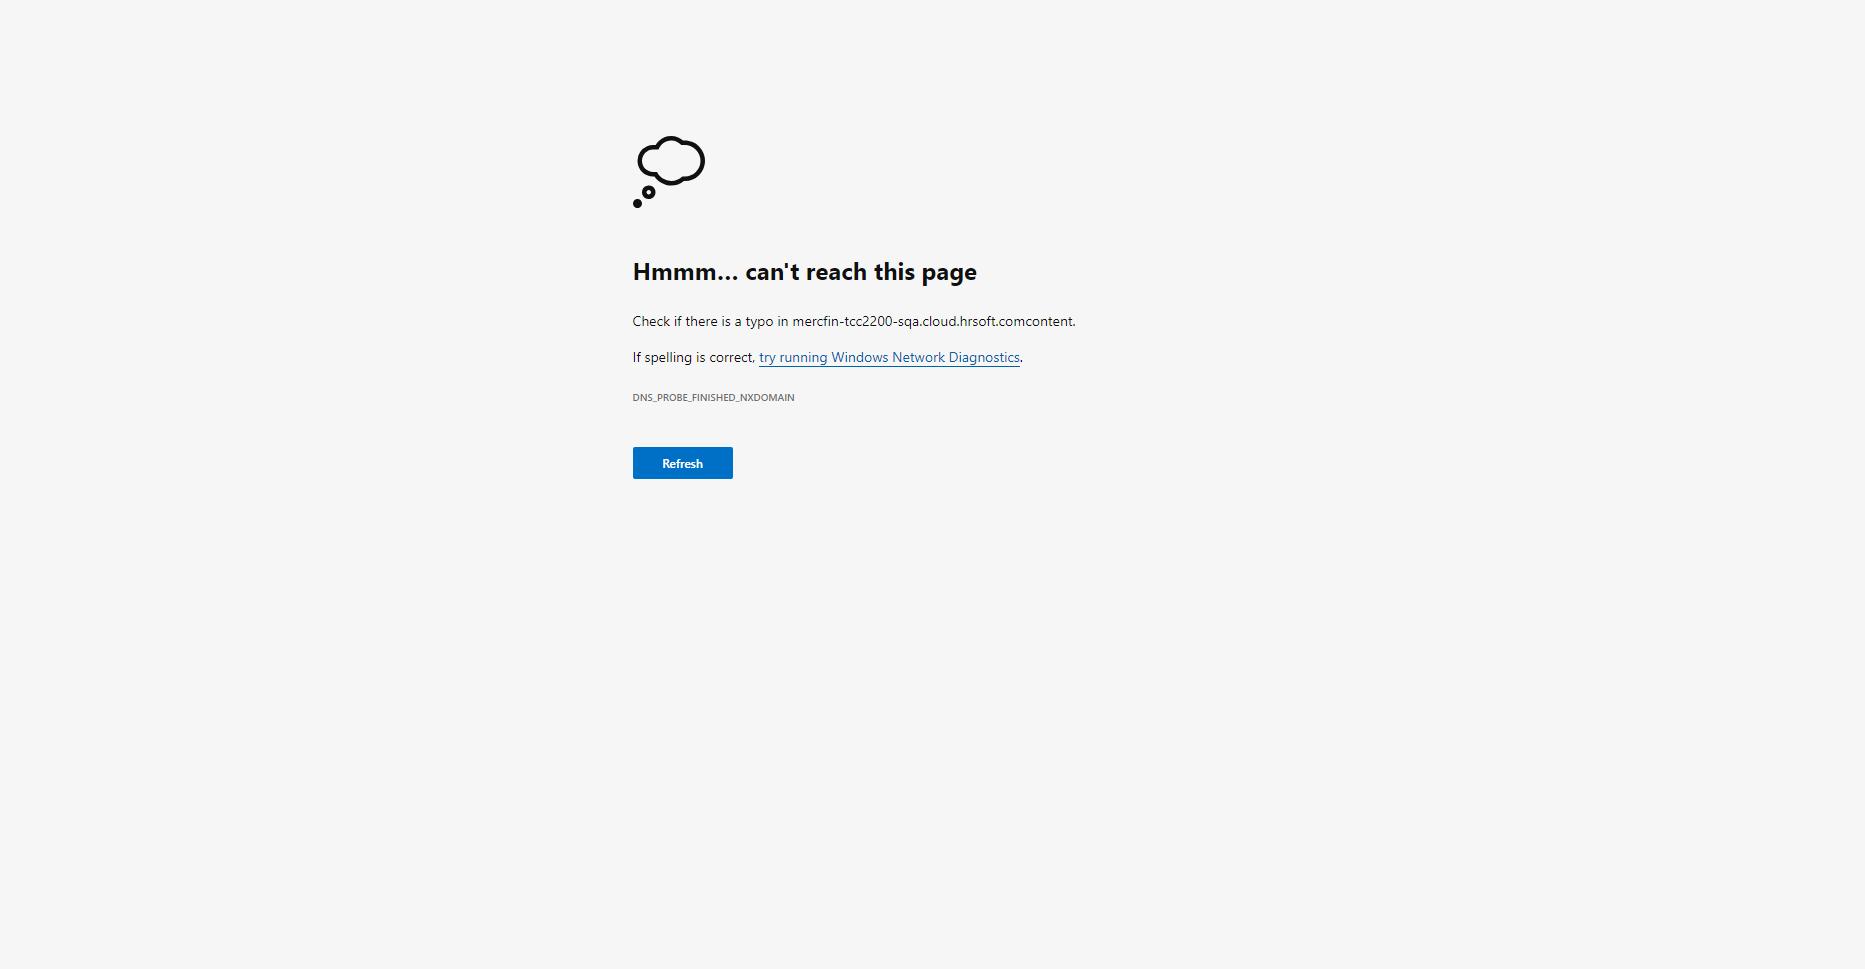 Hmmm... can't reach this page
Check if there is a typo in mercfin-tcc2200-sqa.cloud.hrsoft.comcontent.
If spelling is correct, try running Windows Network Diagnostics.
DNS_PROBE_FINISHED_NXDOMAIN
Refresh